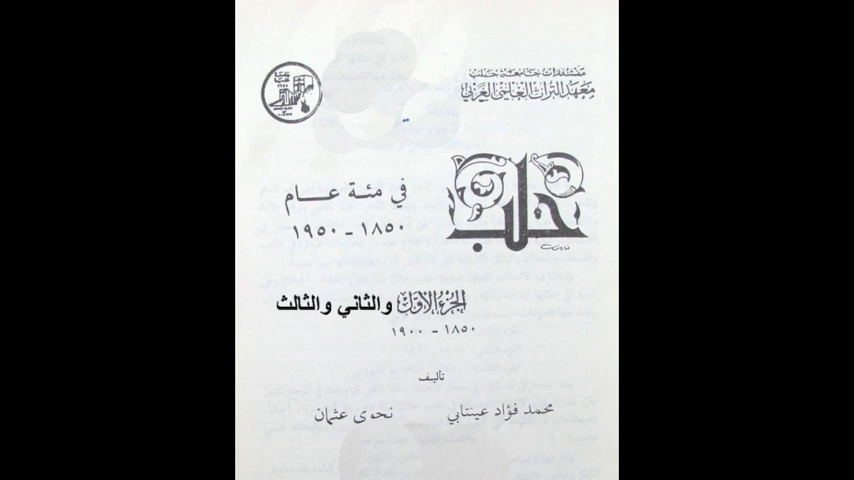 منشورات جامعة حلب
معهد التراث العلمي العربي
حلب
في مئة عام
١٨٥٠ - ١٩٥٠
الجزء الأول والثاني والثالث
١٨٥٠ - ١٩٠٠
تأليف
محمد فؤاد عينتابي نجوى عثمان